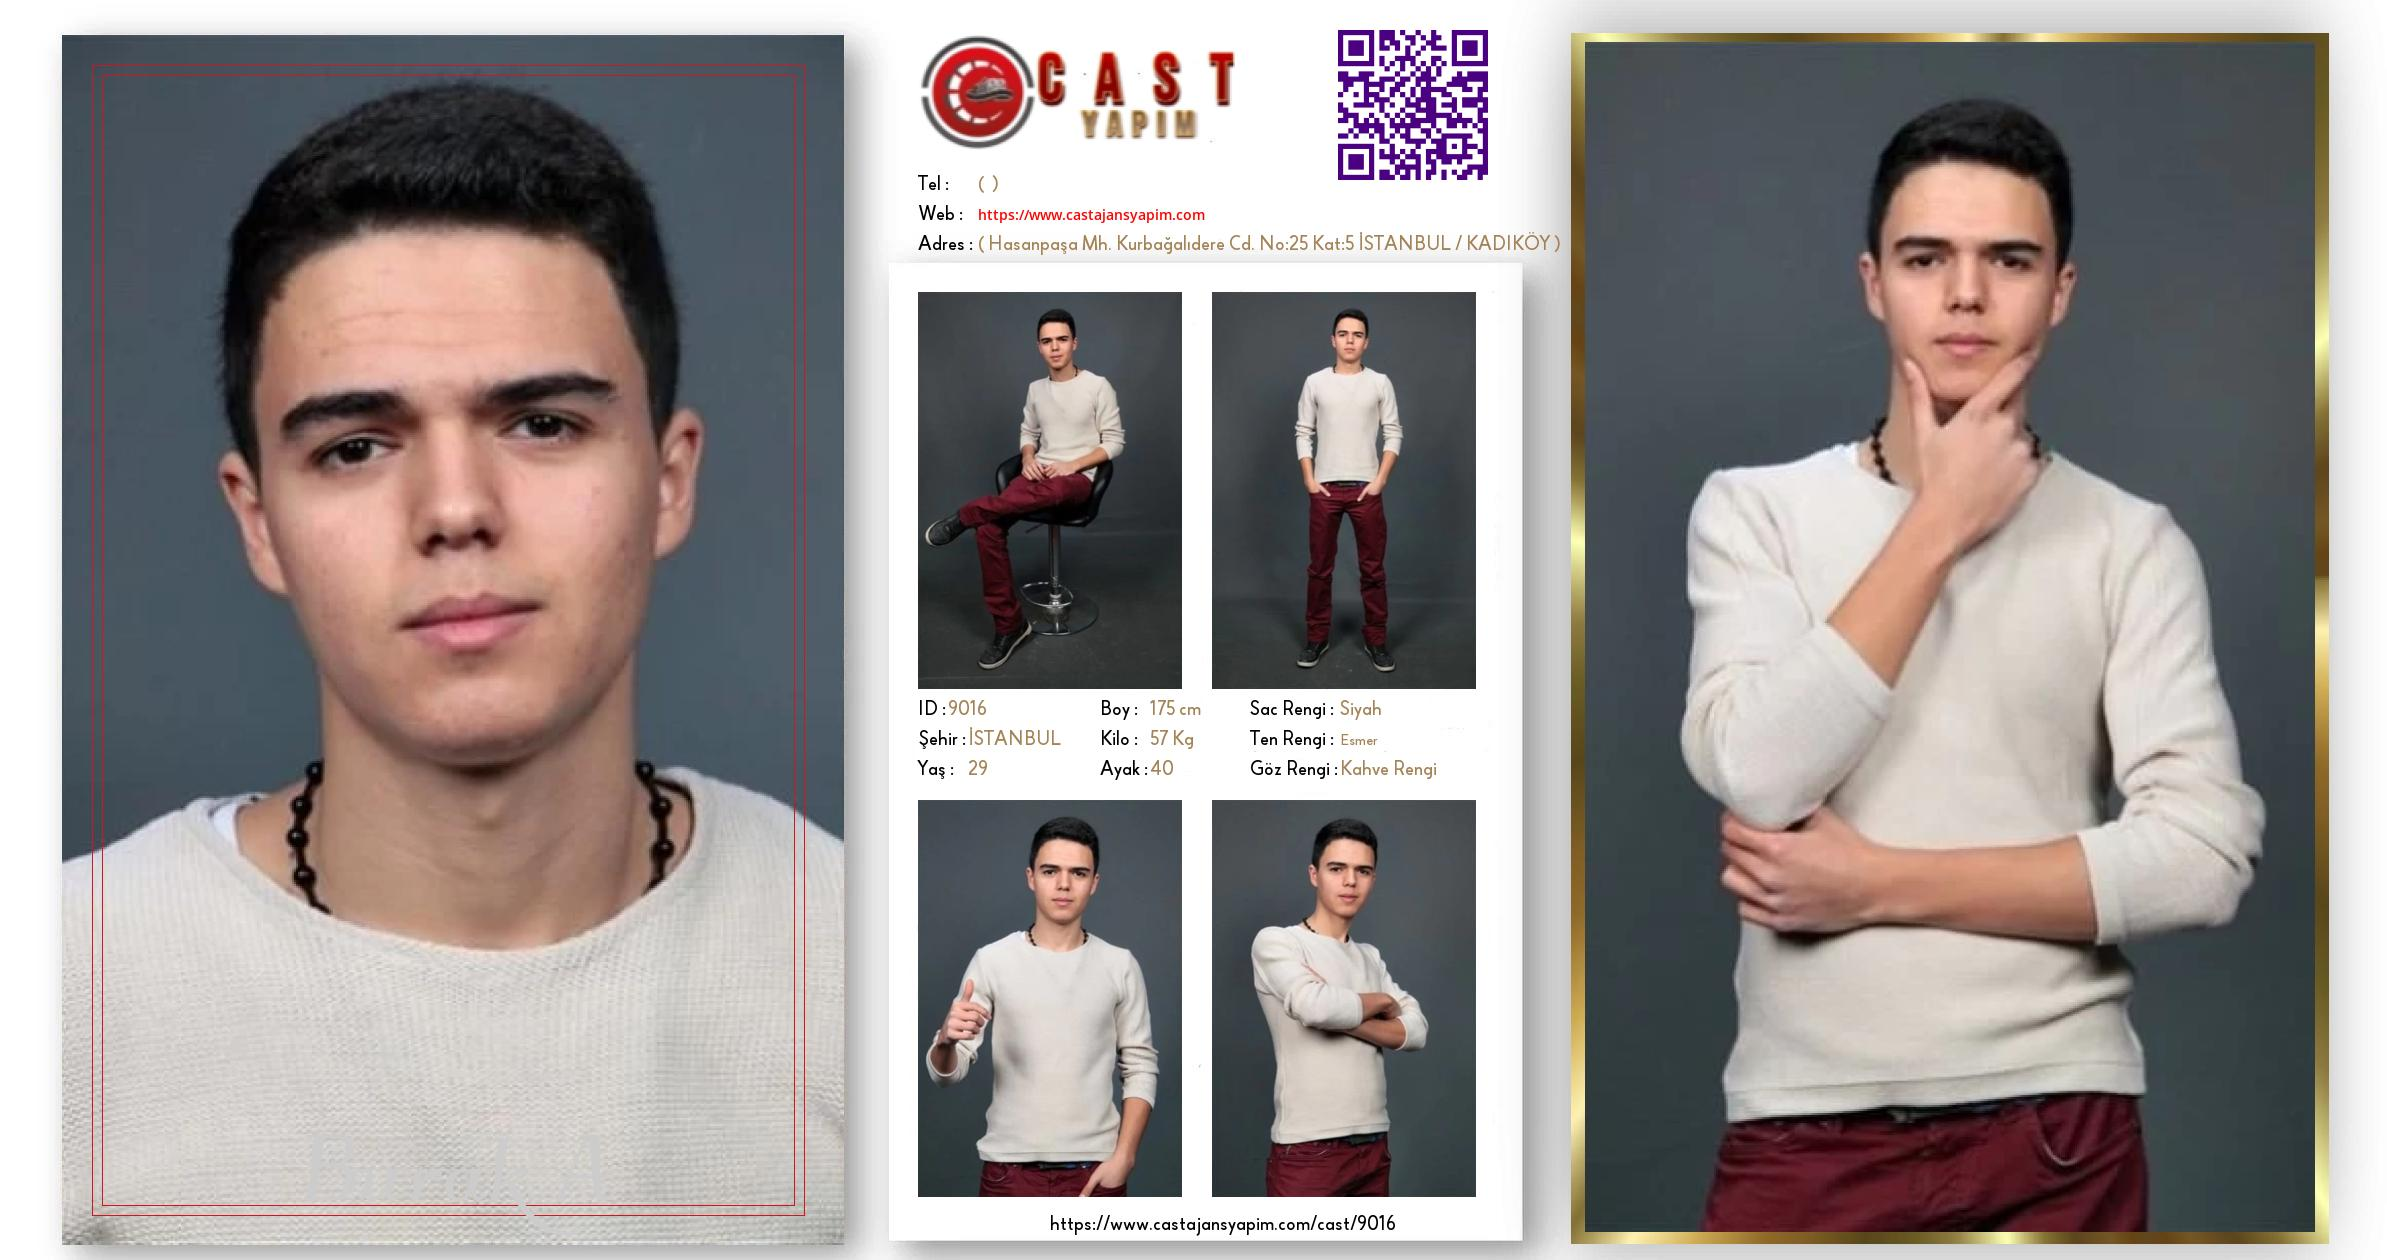 CAST
YAPIM
Tel : ( )
Web : https://www.castajansyapim.com
Adres : ( Hasanpaşa Mh. Kurbağalıdere Cd. No:25 Kat:5 İSTANBUL / KADIKÖY )
ID : 9016 Boy : 175 cm Sac Rengi : Siyah
Şehir : İSTANBUL Kilo : 57 Kg Ten Rengi : Esmer
Yaş : 29 Ayak : 40 Göz Rengi : Kahve Rengi
https://www.castajansyapim.com/cast/9016